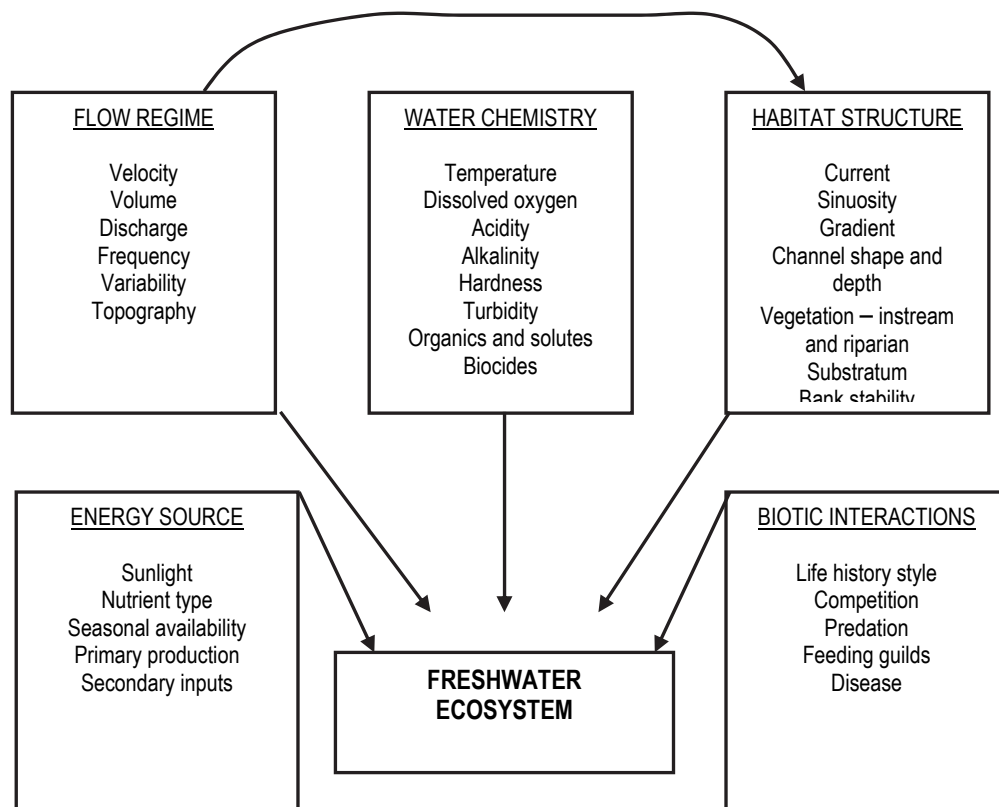 FLOW REGIME
Velocity
Volume
Discharge
Frequency
Variability
Topography
WATER CHEMISTRY
Temperature
Dissolved oxygen
Acidity
Alkalinity
Hardness
Turbidity
Organics and solutes
Biocides
HABITAT STRUCTURE
Current
Sinuosity
Gradient
Channel shape and
depth
Vegetation – instream
and riparian
Substratum
Bank stability
ENERGY SOURCE
Sunlight
Nutrient type
Seasonal availability
Primary production
Secondary inputs
FRESHWATER
ECOSYSTEM
BIOTIC INTERACTIONS
Life history style
Competition
Predation
Feeding guilds
Disease